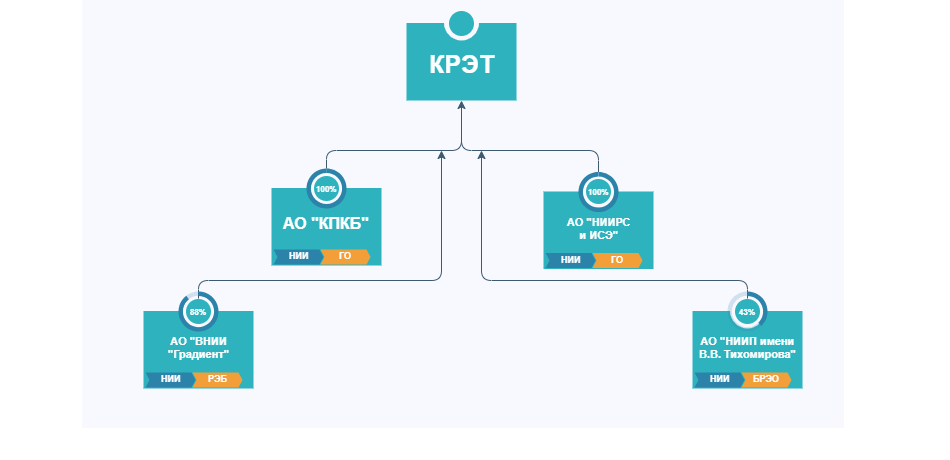 КРЭТ
100%
АО "КПКБ"
НИИ
ГО
100%
АО "НИИРС
и ИСЭ"
НИИ
ГО
88%
АО "ВНИИ
"Градиент"
НИИ
РЭБ
43%
АО "НИИП имени
В.В. Тихомирова"
НИИ
БРЭО